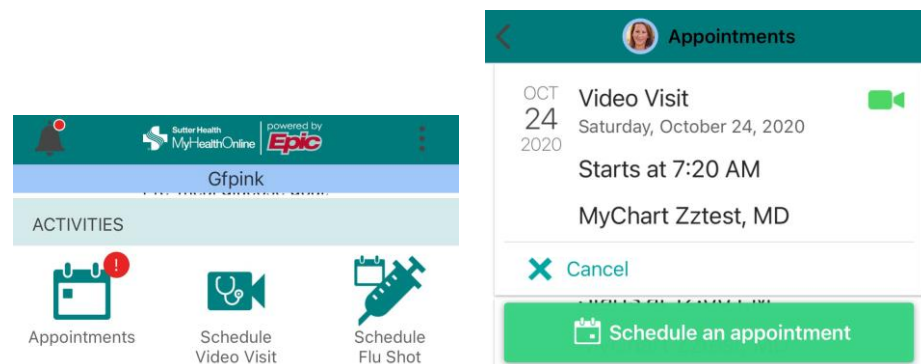 Sutter Health
MyHealthOnline
powered by
Epic
Gfpink
ACTIVITIES
!
Appointments
Schedule
Video Visit
Schedule
Flu Shot
Appointments
OCT
24
2020
Video Visit
Saturday, October 24, 2020
Starts at 7:20 AM
MyChart Zztest, MD
Cancel
Schedule an appointment